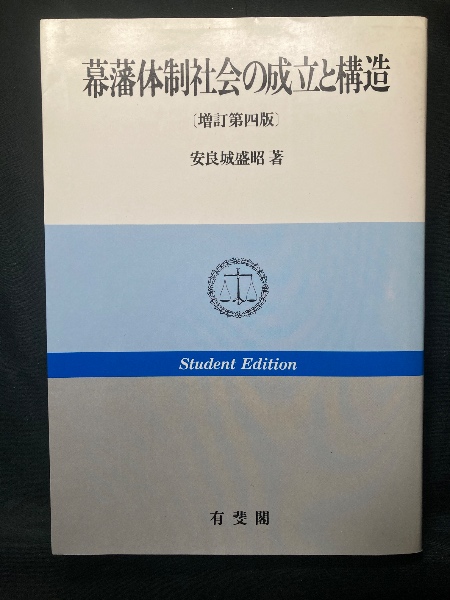 幕藩体制社会の成立と構造
〔増訂第四版〕
安良城盛昭 著
Student Edition
有斐閣